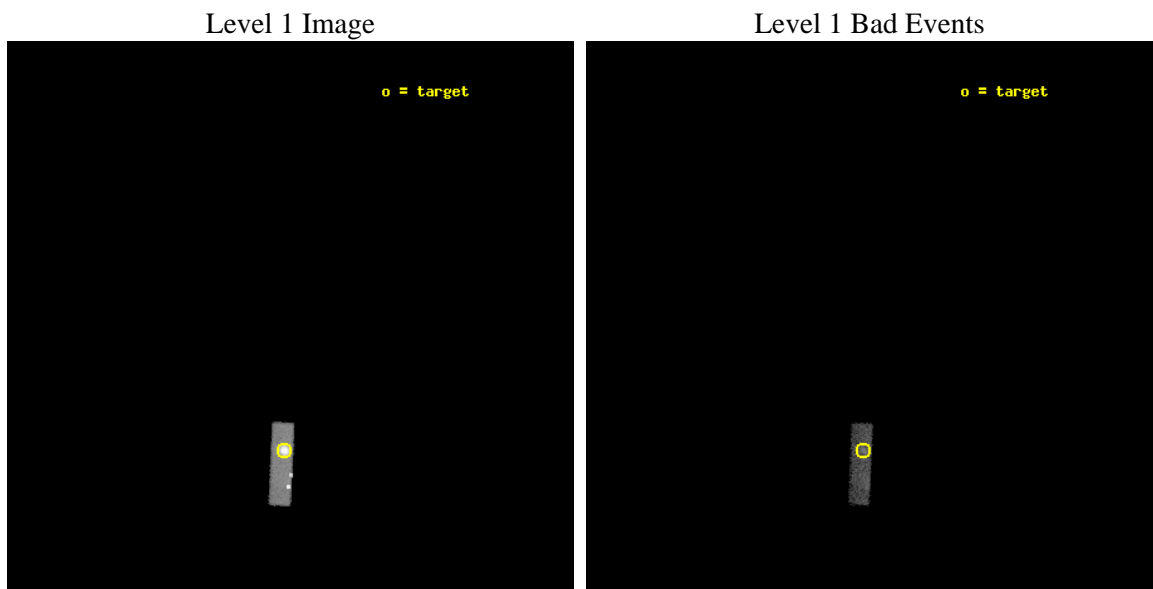 Level 1 Image
Level 1 Bad Events
o = target
o = target